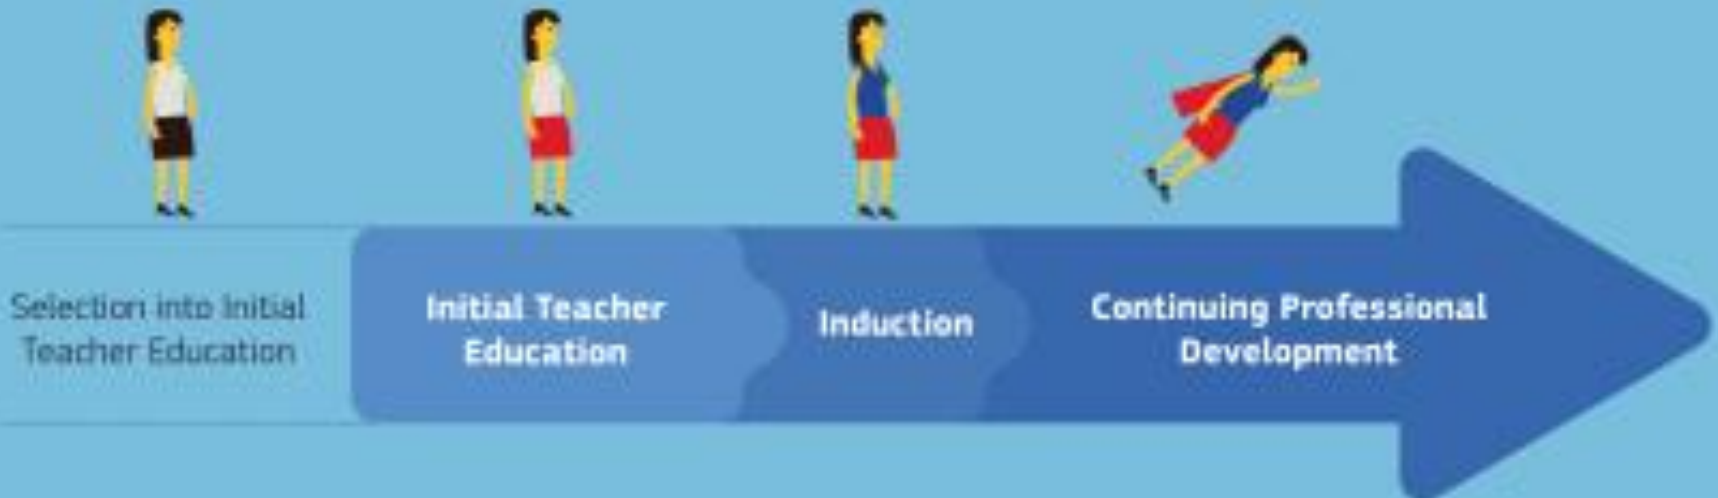 Selection into Initial
Teacher Education
Initial Teacher
Education
Induction
Continuing Professional
Development